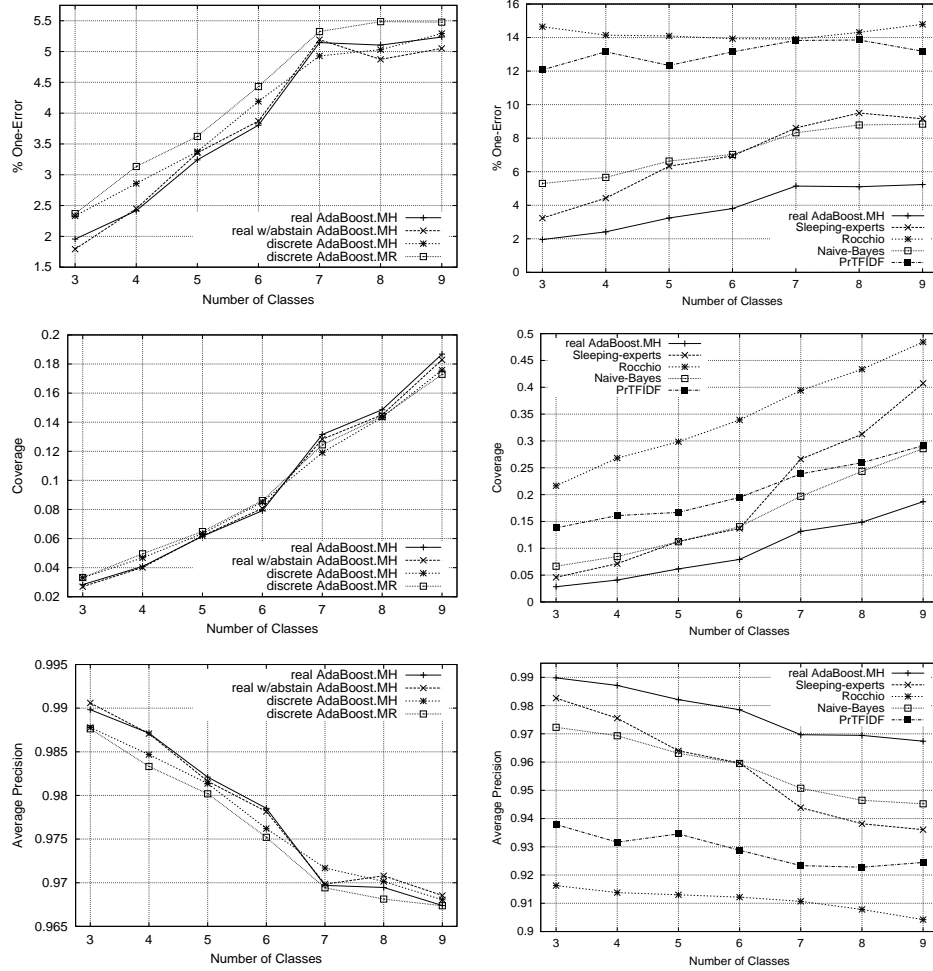 5.5
5
4.5
4
3.5
3
2.5
2
1.5
% One-Error
real AdaBoost.MH
real w/abstain AdaBoost.MH
discrete AdaBoost.MH
discrete AdaBoost.MR
3 4 5 6 7 8 9
Number of Classes
16
14
12
10
8
6
4
2
0
% One-Error
real AdaBoost.MH
Sleeping-experts
Rocchio
Naive-Bayes
PrTFIDF
3 4 5 6 7 8 9
Number of Classes
0.2
0.18
0.16
0.14
0.12
0.1
0.08
0.06
0.04
0.02
Coverage
real AdaBoost.MH
real w/abstain AdaBoost.MH
discrete AdaBoost.MH
discrete AdaBoost.MR
3 4 5 6 7 8 9
Number of Classes
0.5
0.45
0.4
0.35
0.3
0.25
0.2
0.15
0.1
0.05
0
Coverage
real AdaBoost.MH
Sleeping-experts
Rocchio
Naive-Bayes
PrTFIDF
3 4 5 6 7 8 9
Number of Classes
0.995
0.99
0.985
0.98
0.975
0.97
0.965
Average Precision
real AdaBoost.MH
real w/abstain AdaBoost.MH
discrete AdaBoost.MH
discrete AdaBoost.MR
3 4 5 6 7 8 9
Number of Classes
0.99
0.98
0.97
0.96
0.95
0.94
0.93
0.92
0.91
0.9
Average Precision
real AdaBoost.MH
Sleeping-experts
Rocchio
Naive-Bayes
PrTFIDF
3 4 5 6 7 8 9
Number of Classes